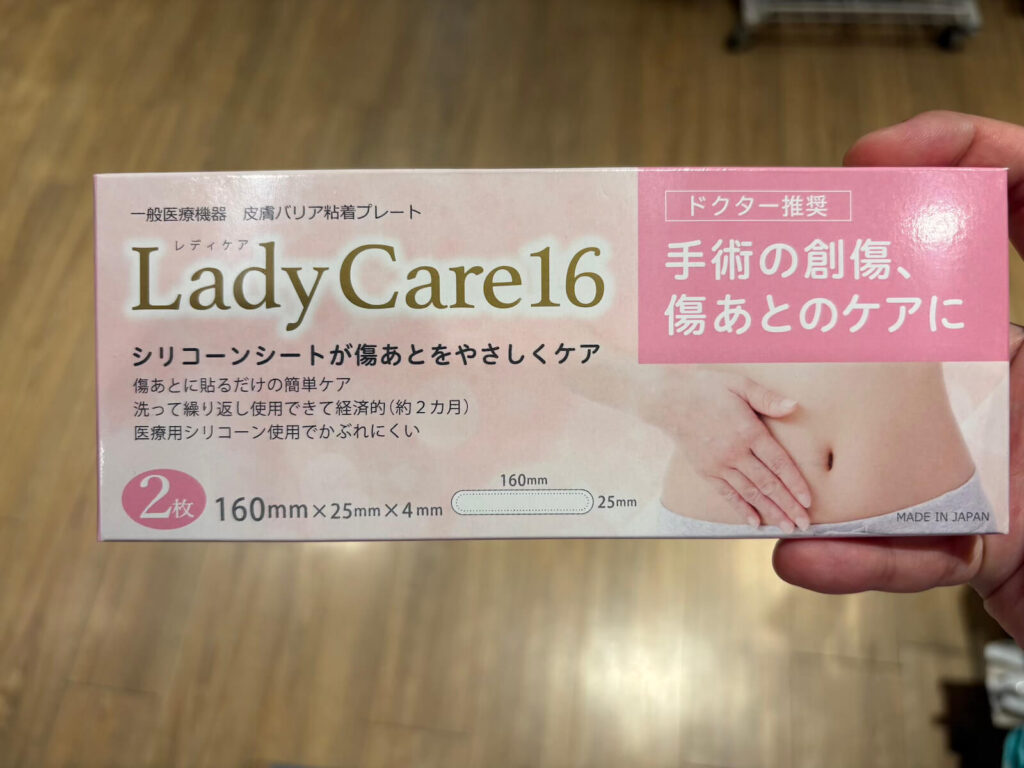 一般医療機器 皮膚バリア粘着プレート
レディケア
Lady Care16
シリコーンシートが傷あとをやさしくケア
傷あとに貼るだけの簡単ケア
洗って繰り返し使用できて経済的(約2カ月)
医療用シリコーン使用でかぶれにくい
2枚 160mm×25mm×4mm
160mm
25mm
ドクター推奨
手術の創傷、
傷あとのケアに
MADE IN JAPAN